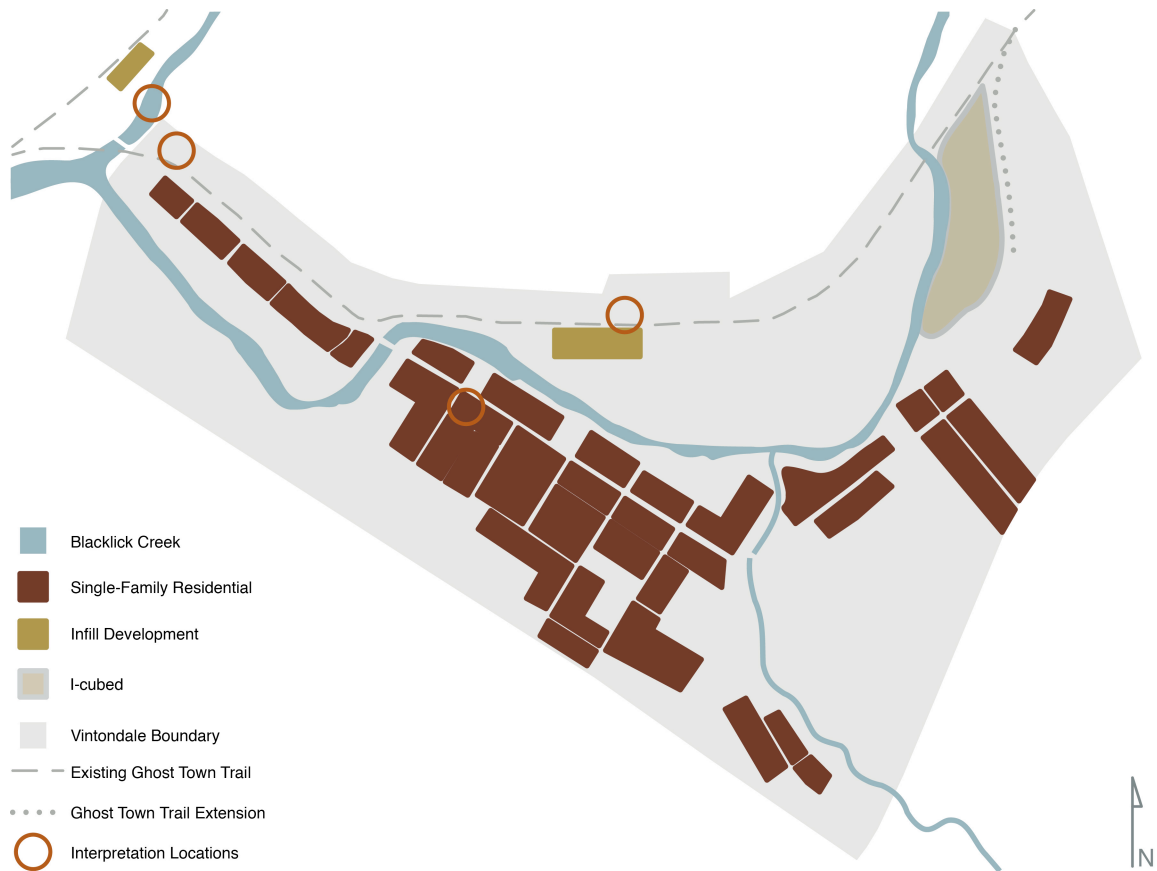 Blacklick Creek
Single-Family Residential
Infill Development
I-cubed
Vintondale Boundary
Existing Ghost Town Trail
Ghost Town Trail Extension
Interpretation Locations
N